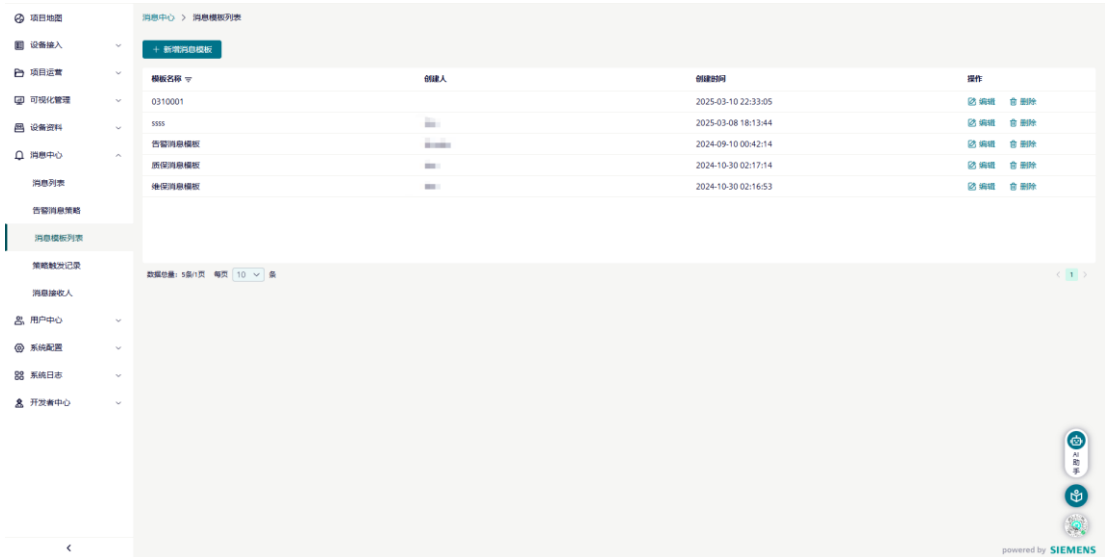 项目地图
设备接入
项目运营
可视化管理
设备资料
消息中心
消息列表
告警消息策略
消息模板列表
策略触发记录
消息接收人
用户中心
系统配置
系统日志
开发者中心
消息中心 > 消息模板列表
+ 新增消息模板
模板名称 创建人 创建时间 操作
0310001 2025-03-10 22:33:05 编辑 删除
ssss 2025-03-08 18:13:44 编辑 删除
告警消息模板 2024-09-10 00:42:14 编辑 删除
质保消息模板 2024-10-30 02:17:14 编辑 删除
维保消息模板 2024-10-30 02:16:53 编辑 删除
数据总量: 5条/1页 每页 10 条 < 1 >
AI
助
手
powered by SIEMENS